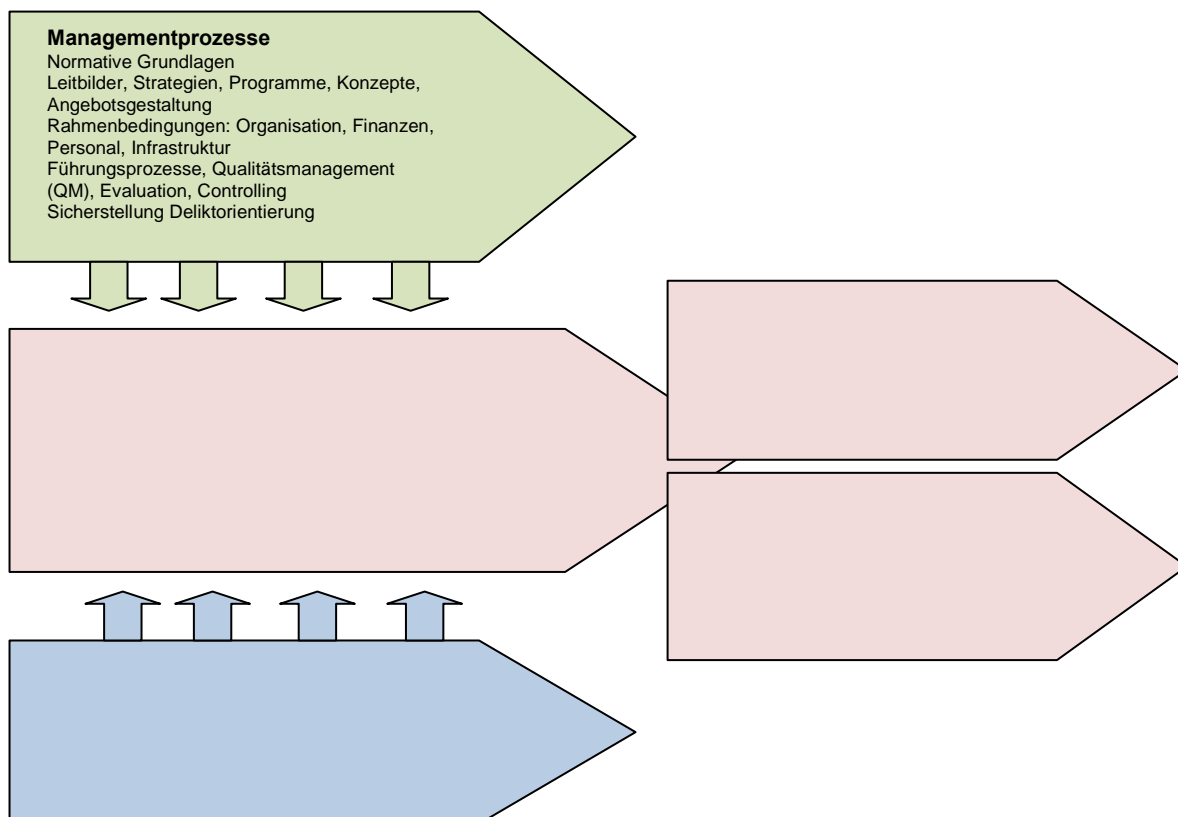 Managementprozesse
Normative Grundlagen
Leitbilder, Strategien, Programme, Konzepte,
Angebotsgestaltung
Rahmenbedingungen: Organisation, Finanzen,
Personal, Infrastruktur
Führungsprozesse, Qualitätsmanagement
(QM), Evaluation, Controlling
Sicherstellung Deliktorientierung